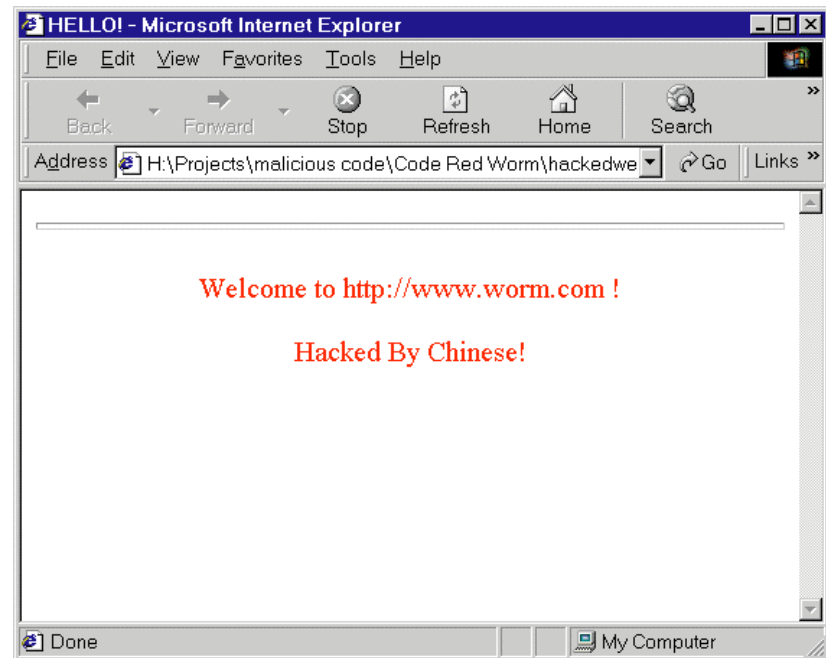 HELLO! - Microsoft Internet Explorer
File Edit View Favorites Tools Help
Back Forward Stop Refresh Home Search »
Address H:\Projects\malicious code\Code Red Worm\hackedwe Go Links »
Welcome to http://www.worm.com !
Hacked By Chinese!
Done My Computer